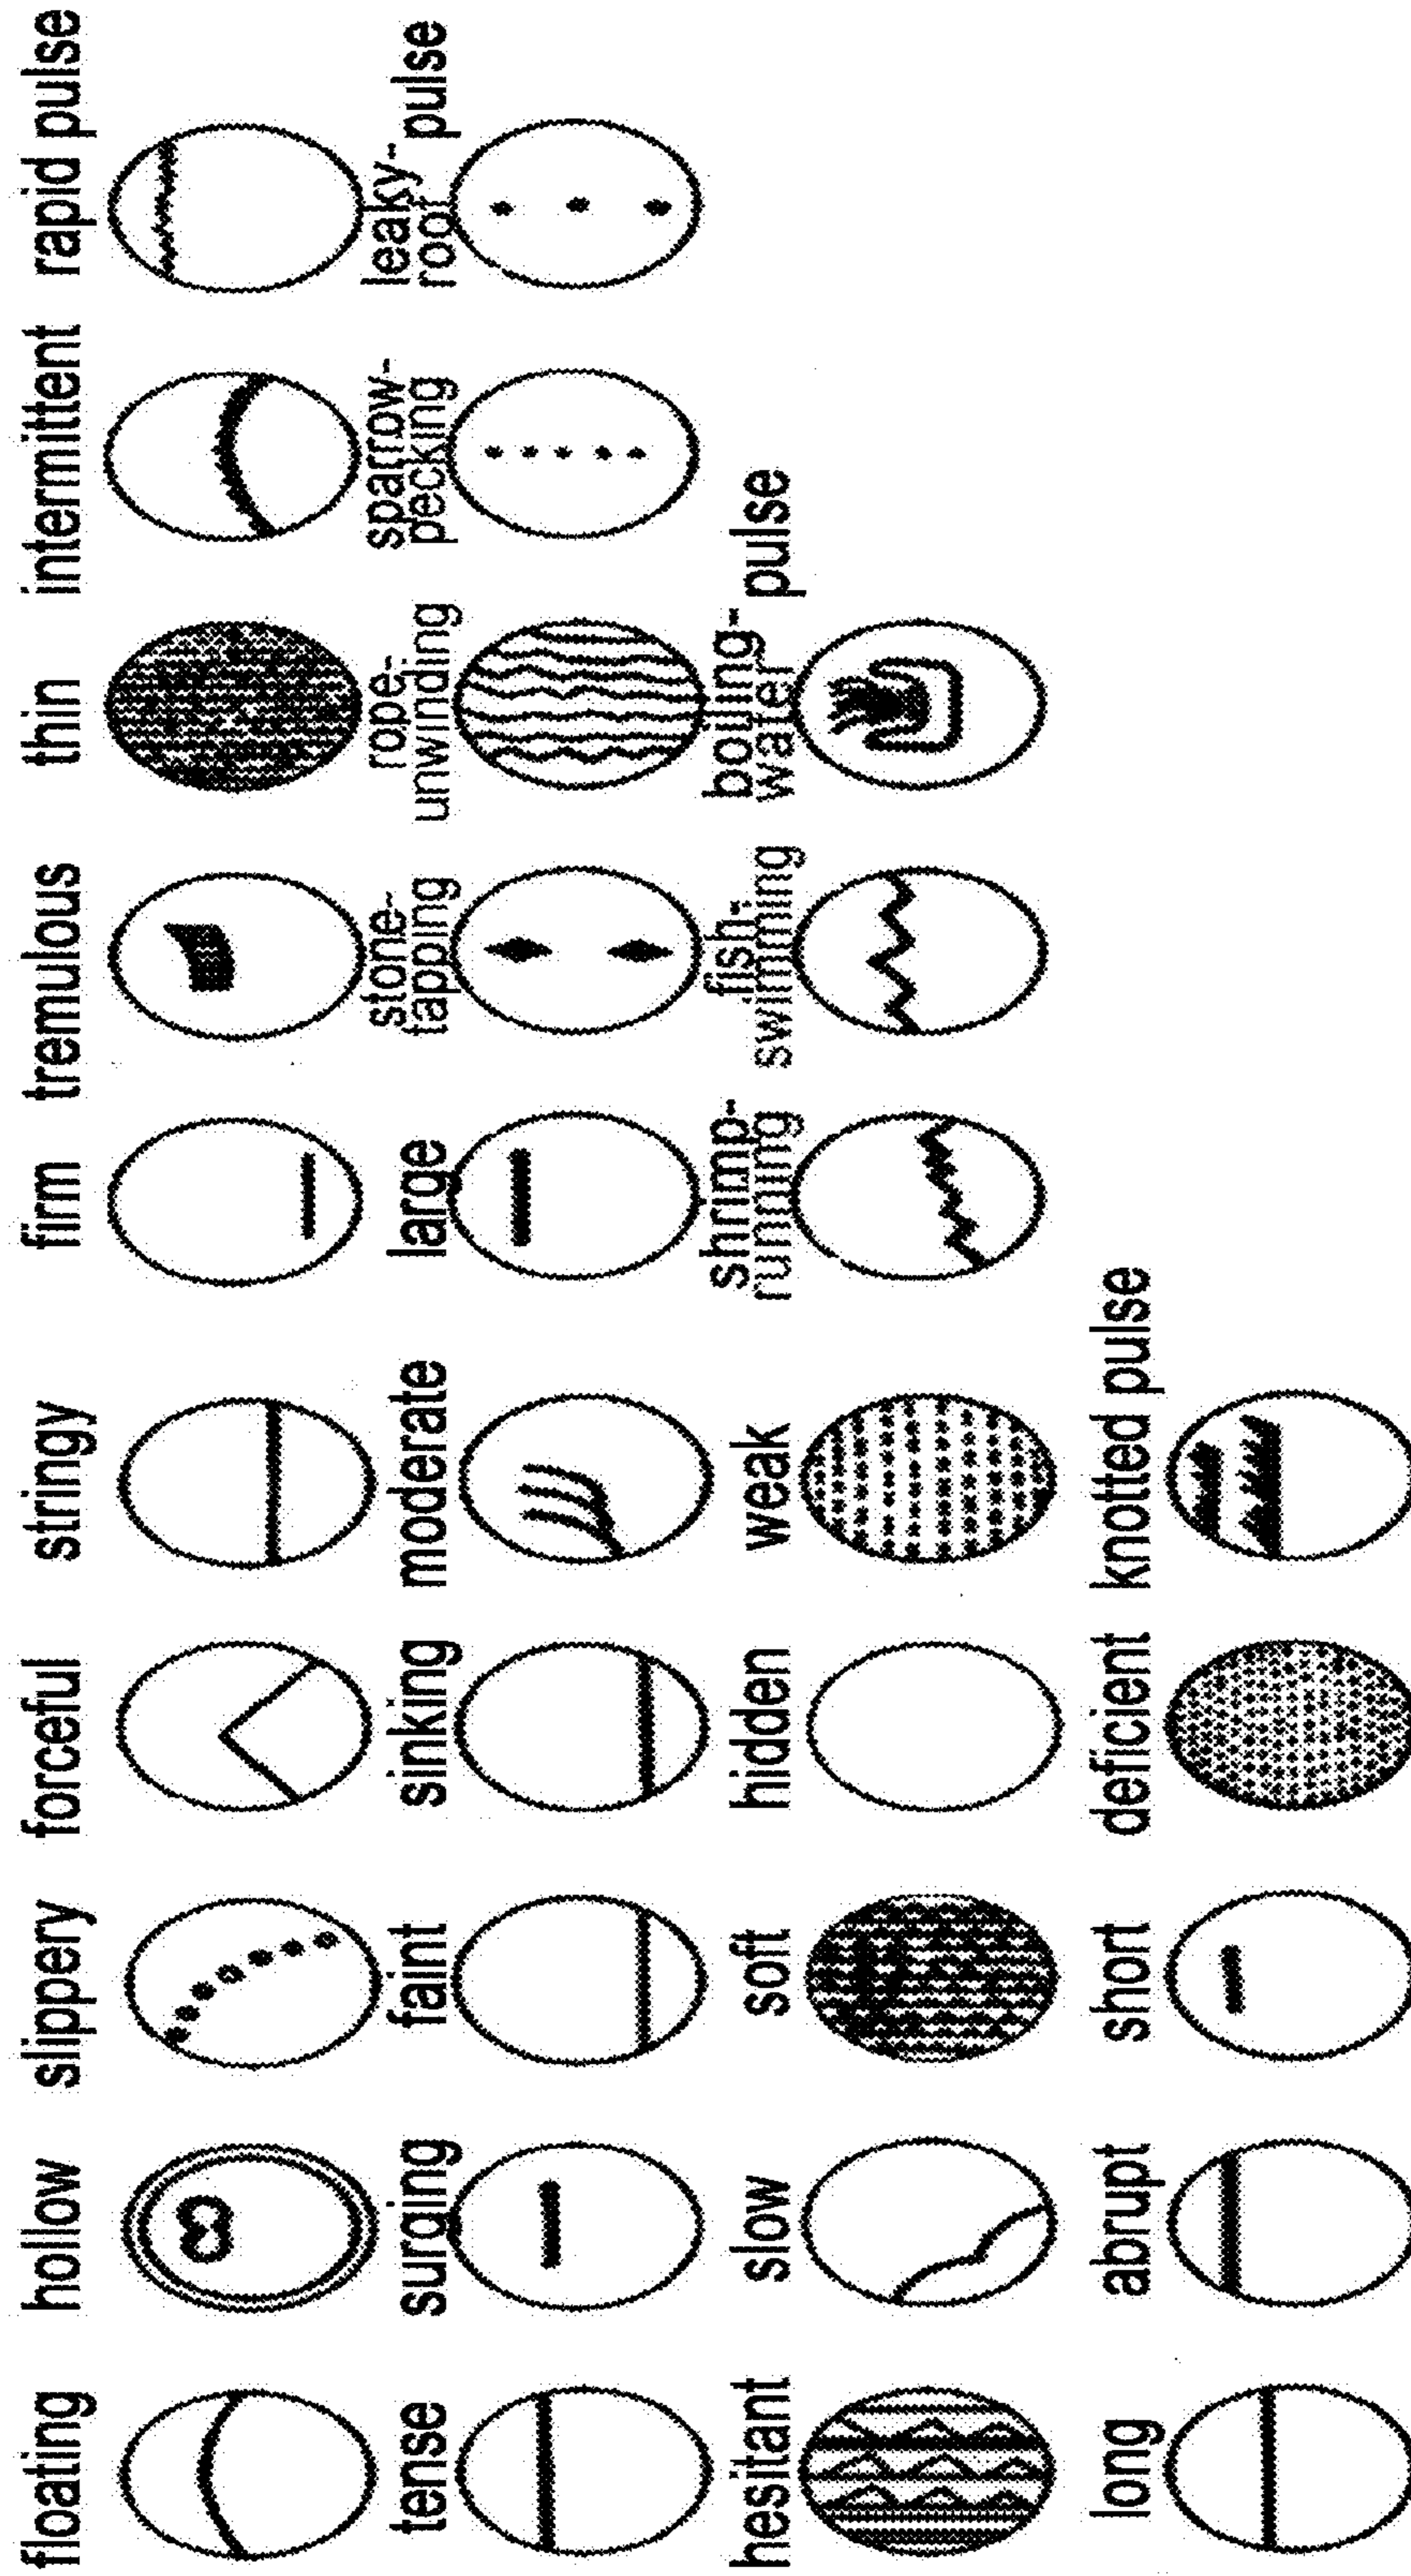 floating hollow slippery forceful stringy firm tremulous thin intermittent rapid pulse
tense surging faint sinking moderate large stone- rope- sparrow- leaky- pulse
tapping unwinding pecking roof
hesitant slow soft hidden weak shrimp- fish- boiling- pulse
running swimming water
long abrupt short deficient knotted pulse